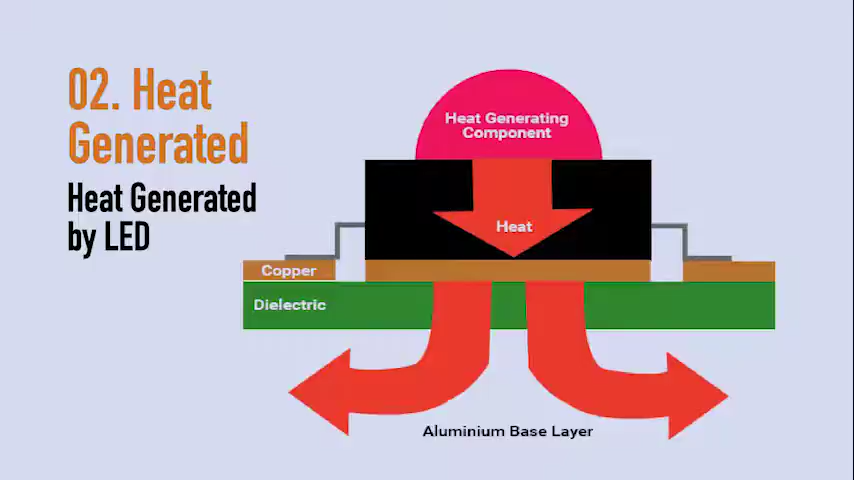 02. Heat
Generated
Heat Generated
by LED
Heat Generating
Component
Heat
Copper
Dielectric
Aluminium Base Layer